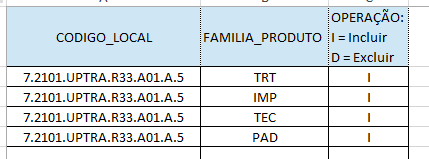 CODIGO_LOCAL FAMILIA_PRODUTO OPERAÇÃO:
I = Incluir
D = Excluir
7.2101.UPTRA.R33.A01.A.5 TRT I
7.2101.UPTRA.R33.A01.A.5 IMP I
7.2101.UPTRA.R33.A01.A.5 TEC I
7.2101.UPTRA.R33.A01.A.5 PAD I